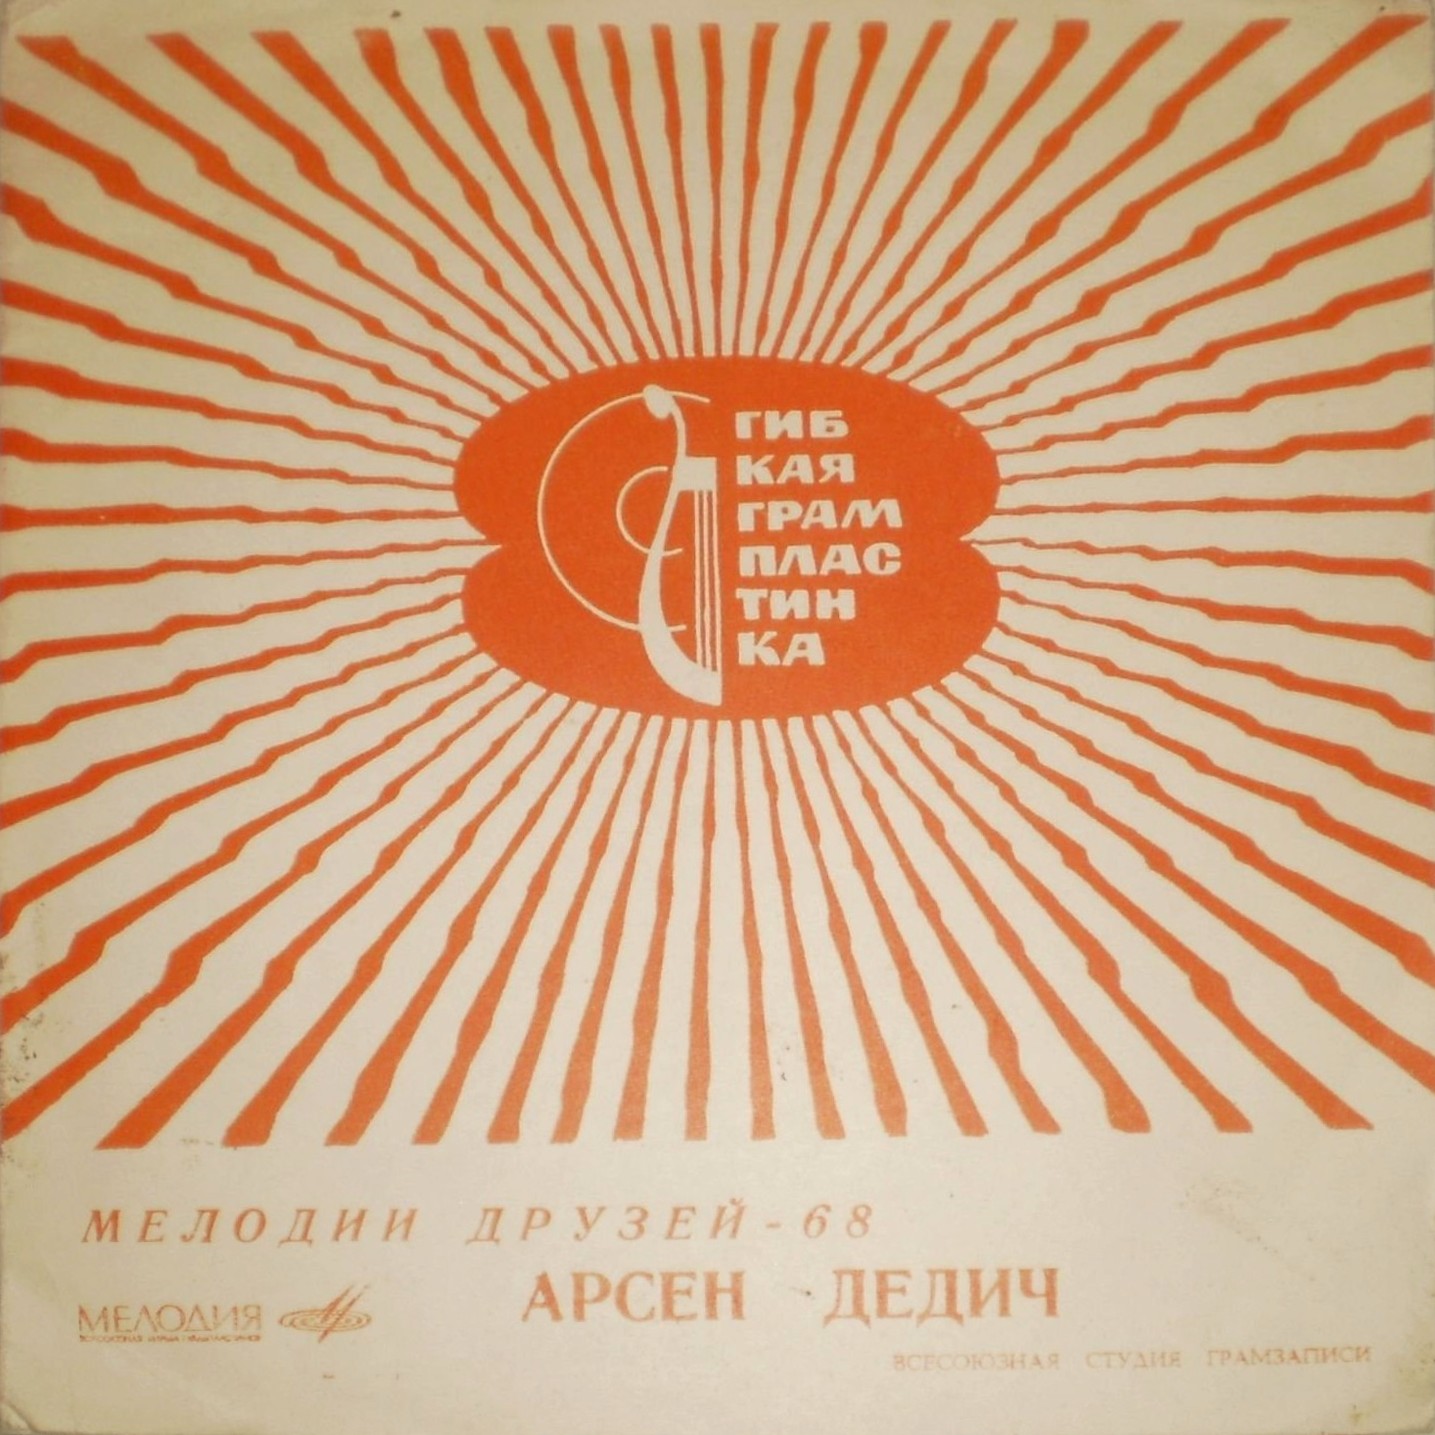 ГИБ
КАЯ
ГРАМ
ПЛАС
ТИН
КА
МЕЛОДИИ ДРУЗЕЙ-68
АРСЕН ДЕДИЧ
МЕЛОДИЯ
ВСЕСОЮЗНАЯ СТУДИЯ ГРАМЗАПИСИ